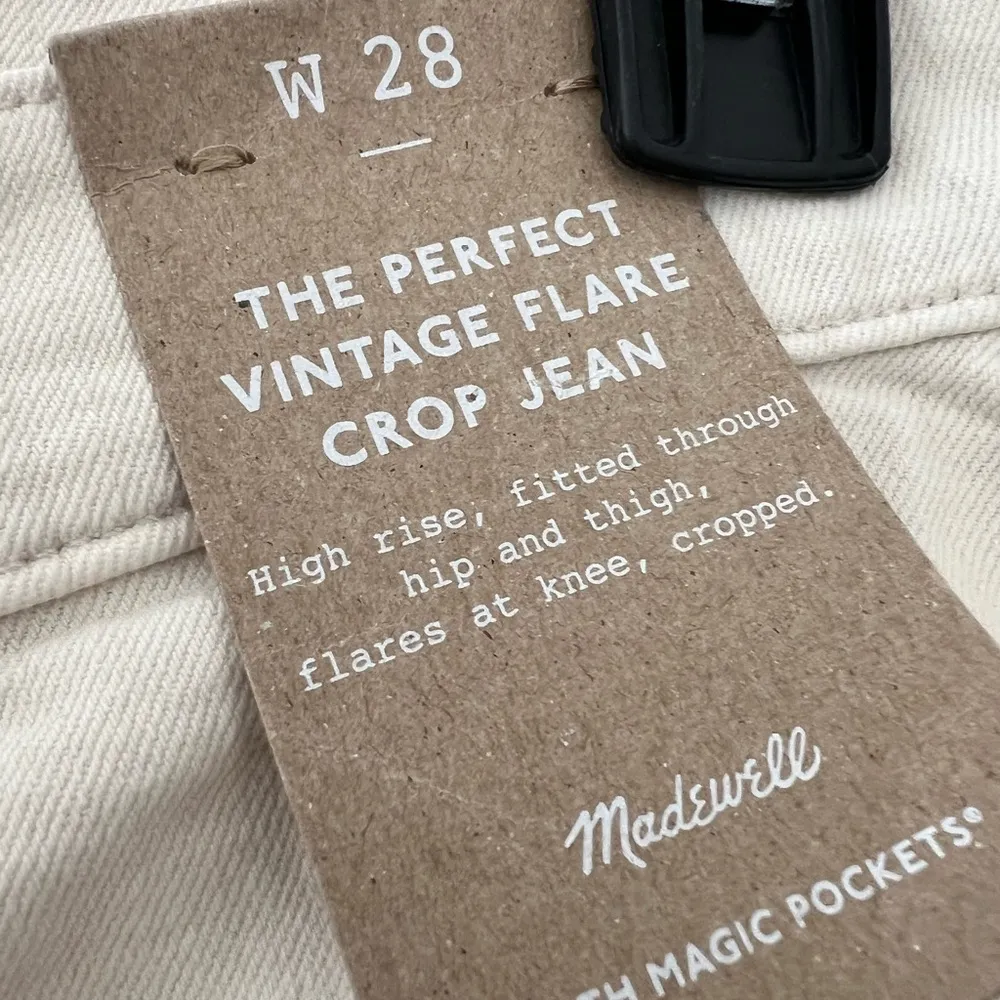 W 28
THE PERFECT
VINTAGE FLARE
CROP JEAN
High rise, fitted through
hip and thigh,
flares at knee, cropped.
Madewell
MAGIC POCKETS®